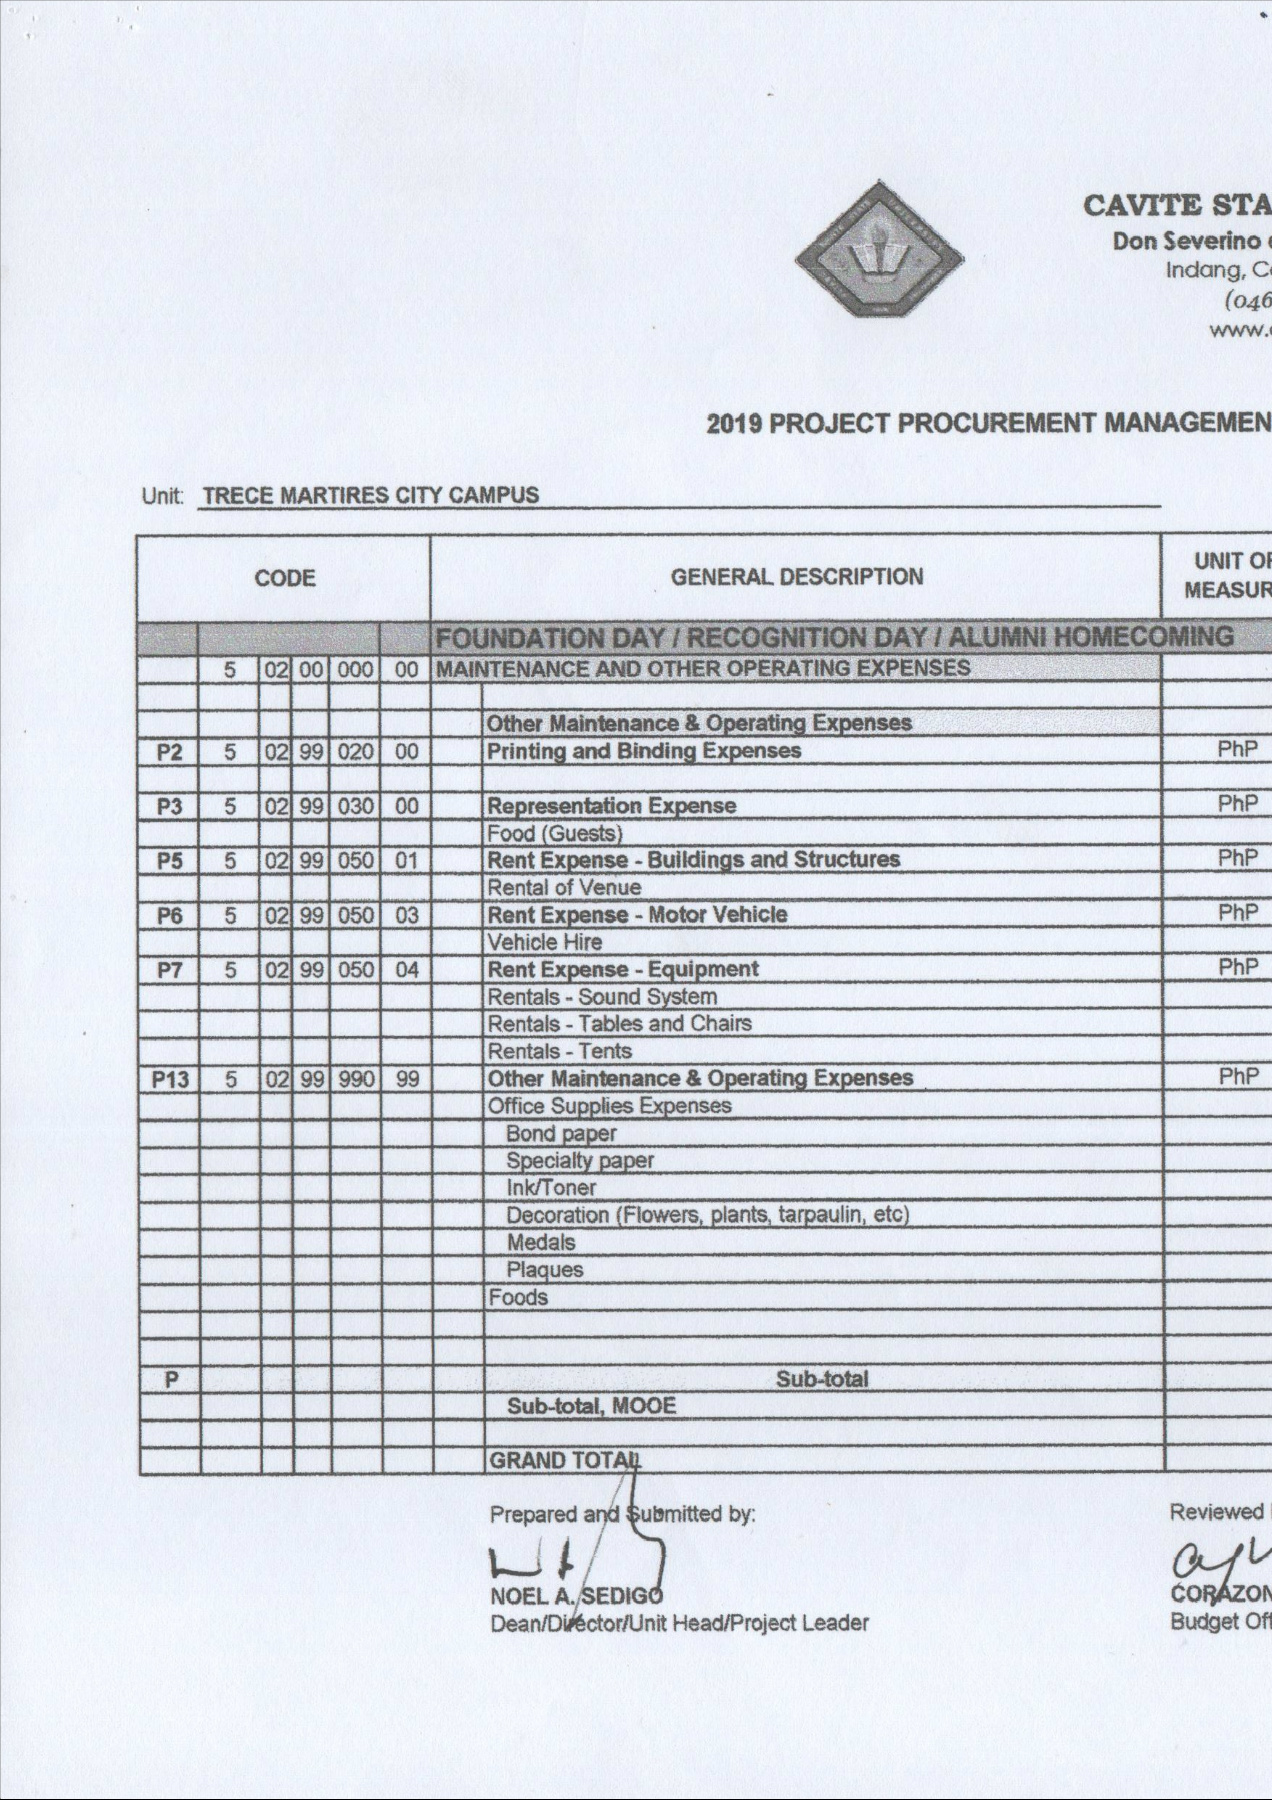 CAVITE STA
Don Severino
Indang, C
(046
www.
2019 PROJECT PROCUREMENT MANAGEMEN
Unit: TRECE MARTIRES CITY CAMPUS
CODE GENERAL DESCRIPTION UNIT OF MEASUR
FOUNDATION DAY / RECOGNITION DAY / ALUMNI HOMECOMING
5 02 00 000 00 MAINTENANCE AND OTHER OPERATING EXPENSES
Other Maintenance & Operating Expenses
P2 5 02 99 020 00 Printing and Binding Expenses PhP
P3 5 02 99 030 00 Representation Expense PhP
Food (Guests)
P5 5 02 99 050 01 Rent Expense - Buildings and Structures PhP
Rental of Venue
P6 5 02 99 050 03 Rent Expense - Motor Vehicle PhP
Vehicle Hire
P7 5 02 99 050 04 Rent Expense - Equipment PhP
Rentals - Sound System
Rentals - Tables and Chairs
Rentals - Tents
P13 5 02 99 990 99 Other Maintenance & Operating Expenses PhP
Office Supplies Expenses
Bond paper
Specialty paper
Ink/Toner
Decoration (Flowers, plants, tarpaulin, etc)
Medals
Plaques
Foods
P Sub-total
Sub-total, MOOE
GRAND TOTAL
Prepared and Submitted by: Reviewed
NOEL A. SEDIGO CORAZON
Dean/Director/Unit Head/Project Leader Budget Off